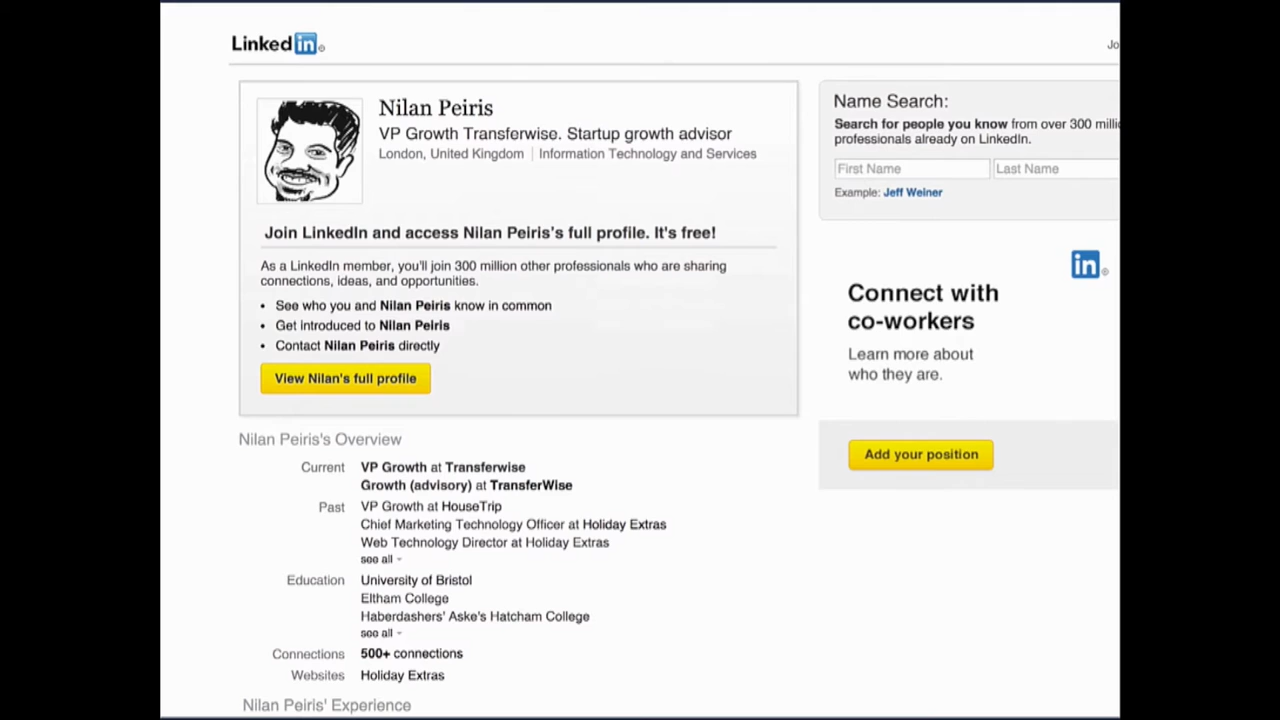 Linked in
Jo
Nilan Peiris
VP Growth Transferwise. Startup growth advisor
London, United Kingdom | Information Technology and Services
Join LinkedIn and access Nilan Peiris's full profile. It's free!
As a LinkedIn member, you'll join 300 million other professionals who are sharing
connections, ideas, and opportunities.
• See who you and Nilan Peiris know in common
• Get introduced to Nilan Peiris
• Contact Nilan Peiris directly
View Nilan's full profile
Name Search:
Search for people you know from over 300 milli
professionals already on LinkedIn.
First Name Last Name
Example: Jeff Weiner
in
Connect with
co-workers
Learn more about
who they are.
Add your position
Nilan Peiris's Overview
Current VP Growth at Transferwise
Growth (advisory) at TransferWise
Past VP Growth at HouseTrip
Chief Marketing Technology Officer at Holiday Extras
Web Technology Director at Holiday Extras
see all
Education University of Bristol
Eltham College
Haberdashers' Aske's Hatcham College
see all
Connections 500+ connections
Websites Holiday Extras
Nilan Peiris' Experience